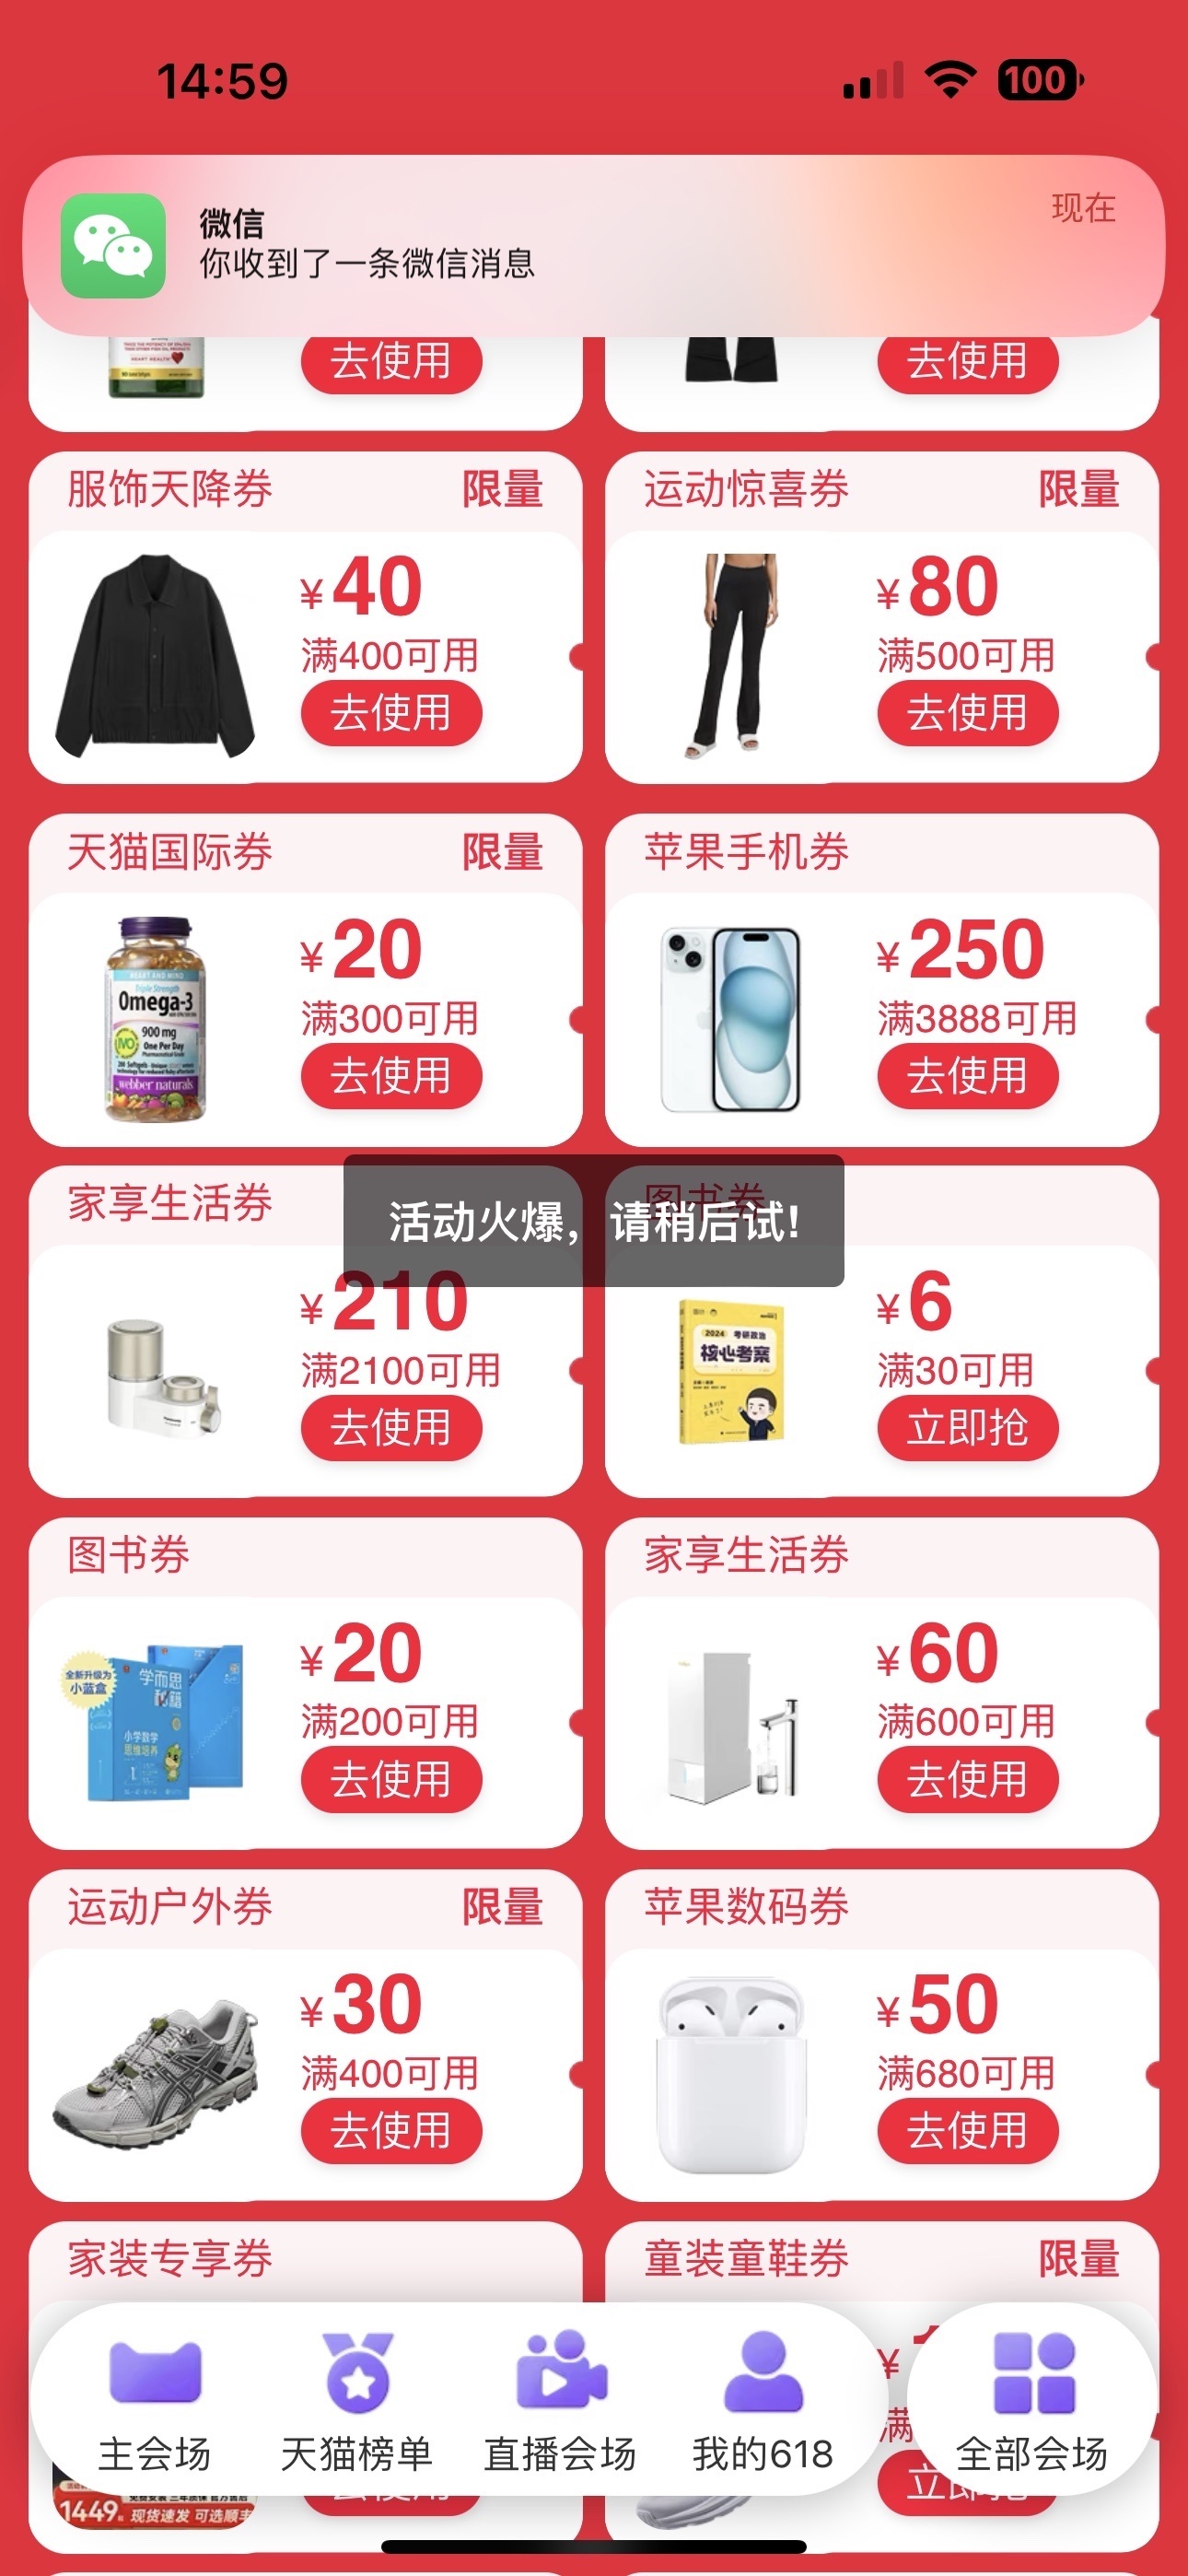 14:59
100
微信
现在
你收到了一条微信消息
HEART HEALTH
去使用
去使用
服饰天降券 限量
¥40
满400可用
去使用
运动惊喜券 限量
¥80
满500可用
去使用
天猫国际券 限量
HEART AND MIND
Triple Strength
Omega-3
900 mg
IVO
One Per Day
webber naturals
¥20
满300可用
去使用
苹果手机券
¥250
满3888可用
去使用
活动火爆，请稍后试!
家享生活券
¥210
满2100可用
去使用
图书券
2024 考研政治
核心考案
¥6
满30可用
立即抢
图书券
全新升级为
小蓝盒
学而思
秘籍
小学数学
思维培养
¥20
满200可用
去使用
家享生活券
¥60
满600可用
去使用
运动户外券 限量
¥30
满400可用
去使用
苹果数码券
¥50
满680可用
去使用
家装专享券
童装童鞋券 限量
¥
满
立即抢
1449
现货速发 可选顺丰
主会场
天猫榜单
直播会场
我的618
全部会场